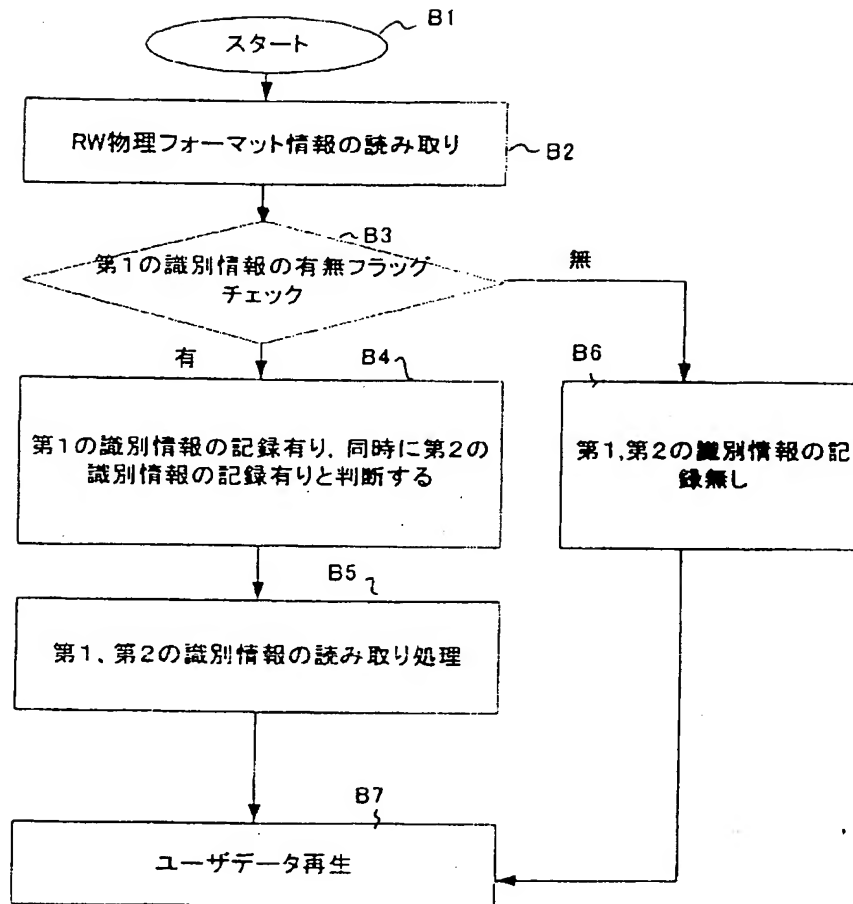 B1
スタート
RW物理フォーマット情報の読み取り
B2
B3
第1の識別情報の有無フラッグ
チェック
無
有
B4
B6
第1の識別情報の記録有り、同時に第2の
識別情報の記録有りと判断する
第1,第2の識別情報の記
録無し
B5
第1、第2の識別情報の読み取り処理
B7
ユーザデータ再生